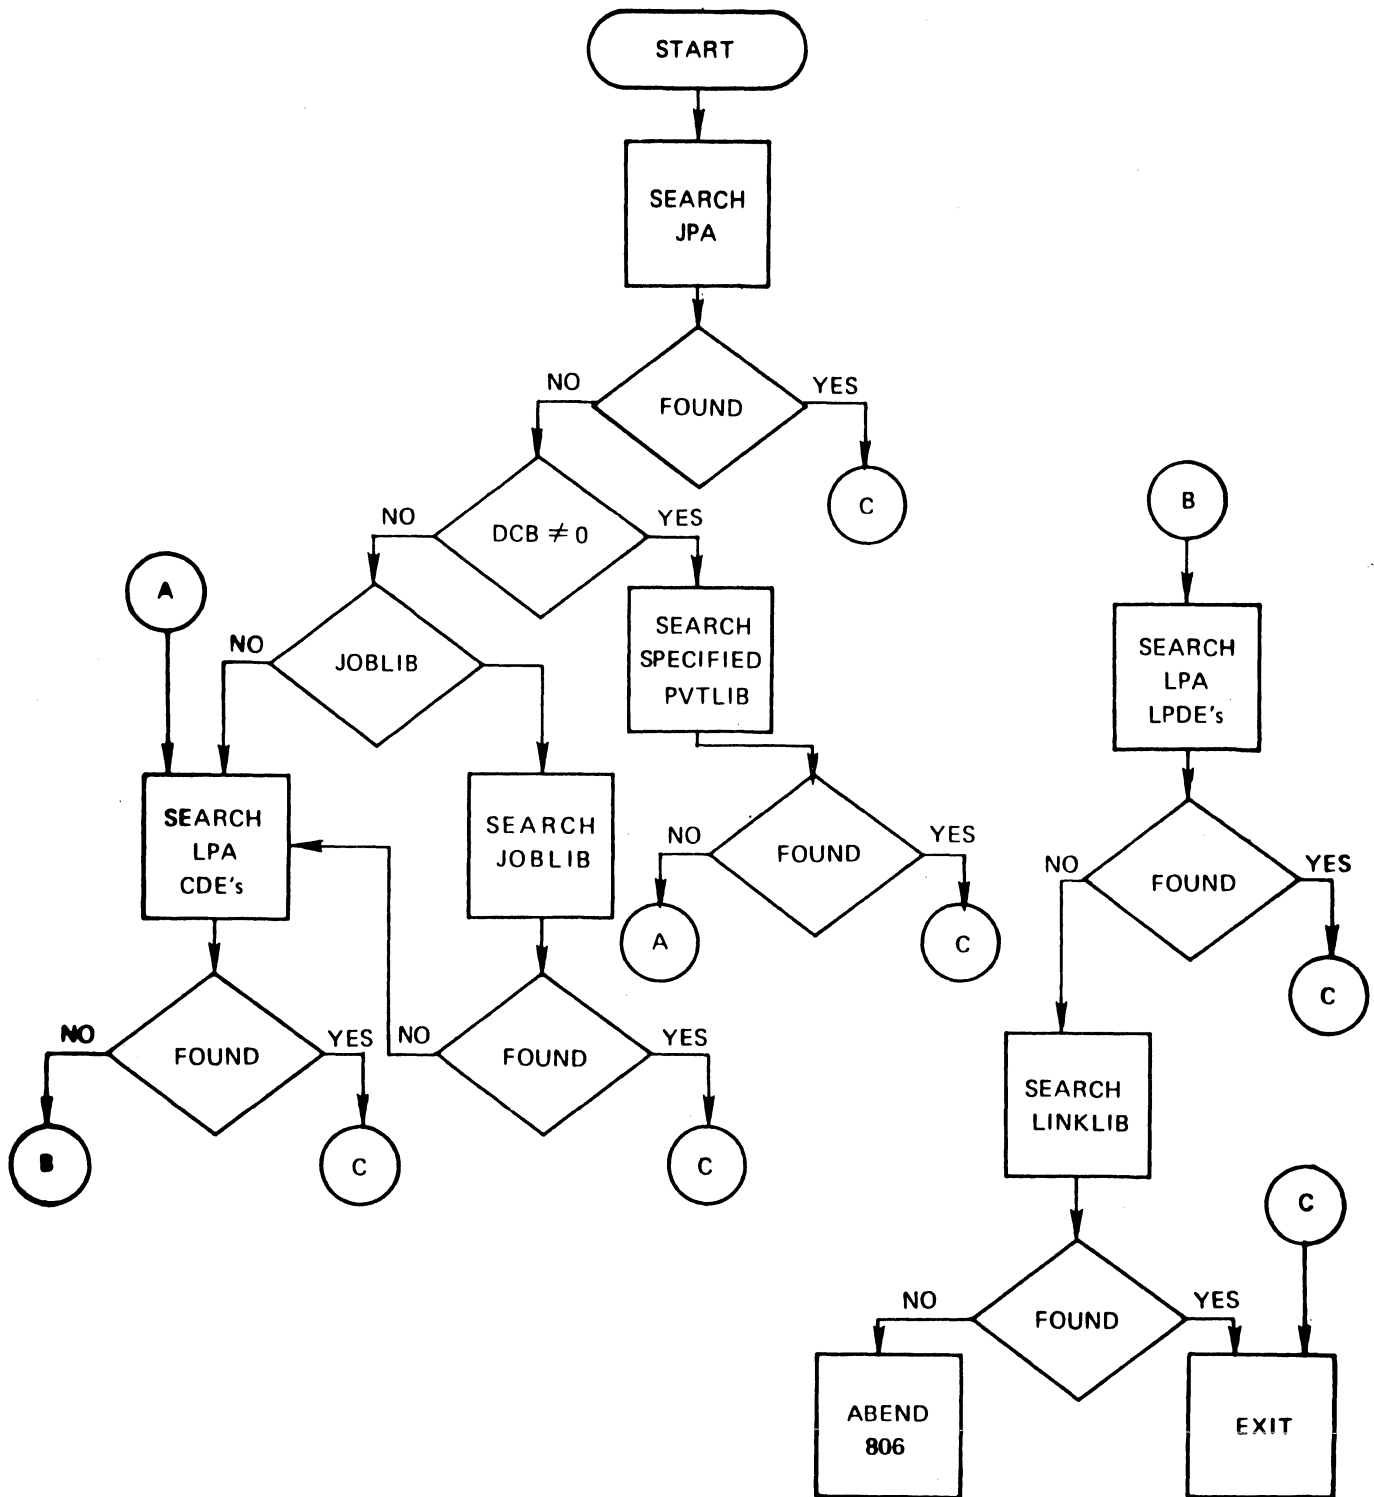 START
SEARCH
JPA
FOUND
NO
YES
C
DCB ≠ 0
NO
YES
B
A
JOBLIB
NO
SEARCH
SPECIFIED
PVTLIB
SEARCH
LPA
LPDE's
SEARCH
LPA
CDE's
SEARCH
JOBLIB
FOUND
NO
YES
A
C
FOUND
NO
YES
C
FOUND
NO
YES
B
C
FOUND
NO
YES
C
SEARCH
LINKLIB
C
FOUND
NO
YES
ABEND
806
EXIT